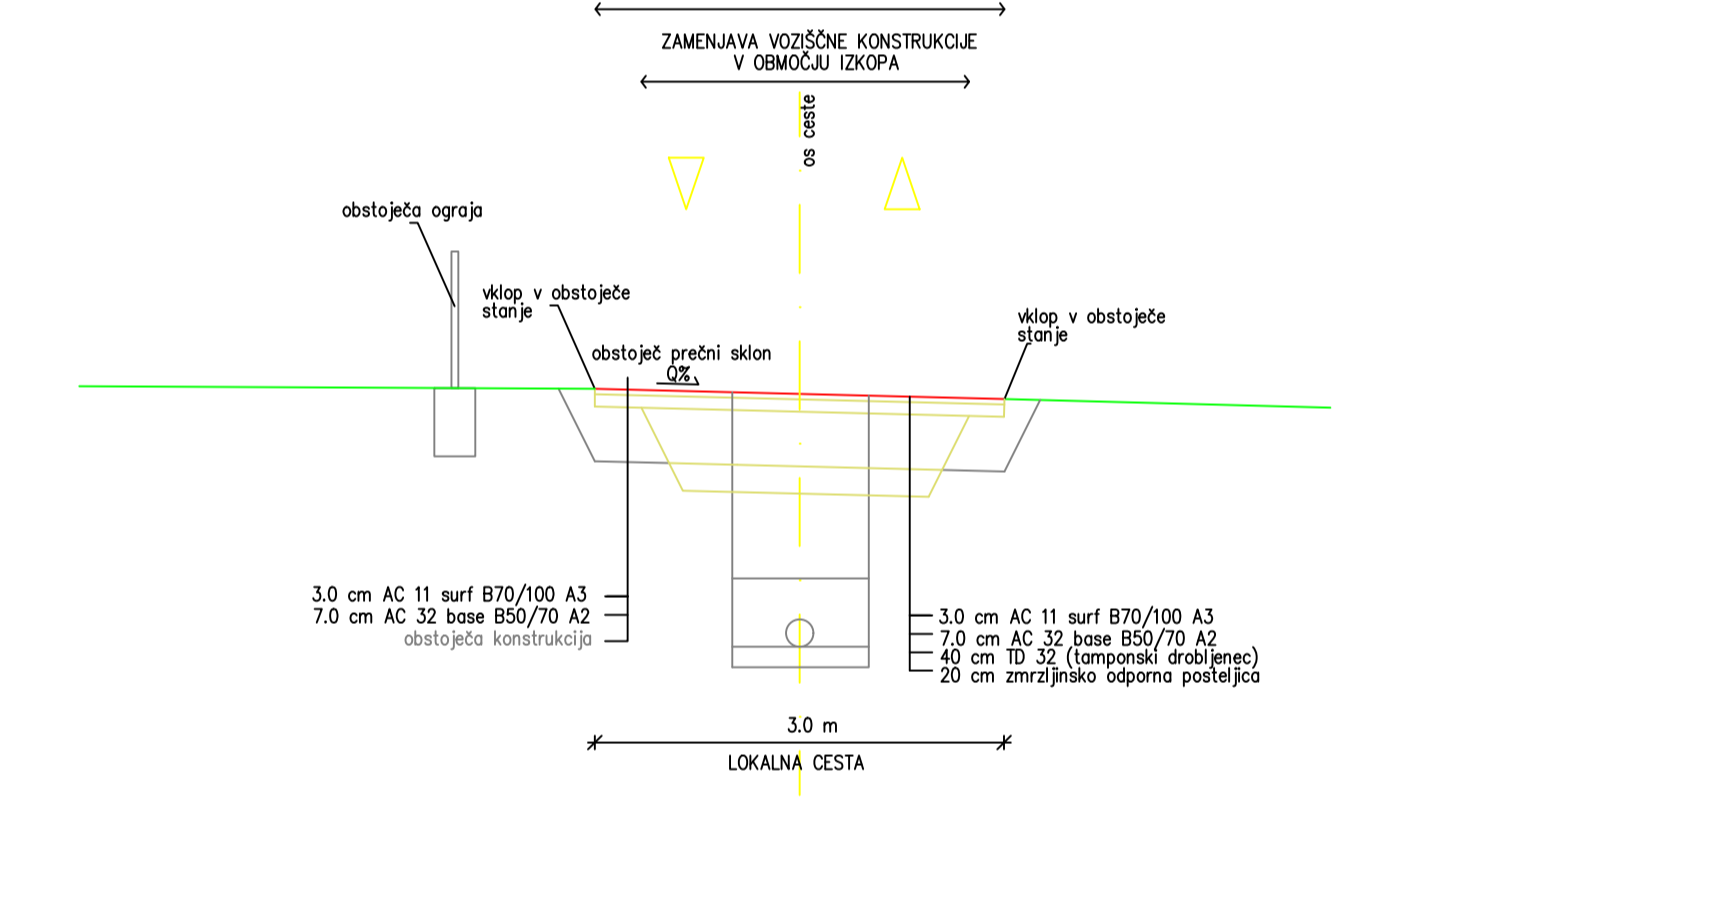 ZAMENJAVA VOZIŠČNE KONSTRUKCIJE
V OBMOČJU IZKOPA
os ceste
obstoječa ograja
vklop v obstoječe
stanje
vklop v obstoječe
stanje
obstoječ prečni sklon
Q%
3.0 cm AC 11 surf B70/100 A3
7.0 cm AC 32 base B50/70 A2
obstoječa konstrukcija
3.0 cm AC 11 surf B70/100 A3
7.0 cm AC 32 base B50/70 A2
40 cm TD 32 (tamponski drobljenec)
20 cm zmrzljinsko odporna posteljica
3.0 m
LOKALNA CESTA